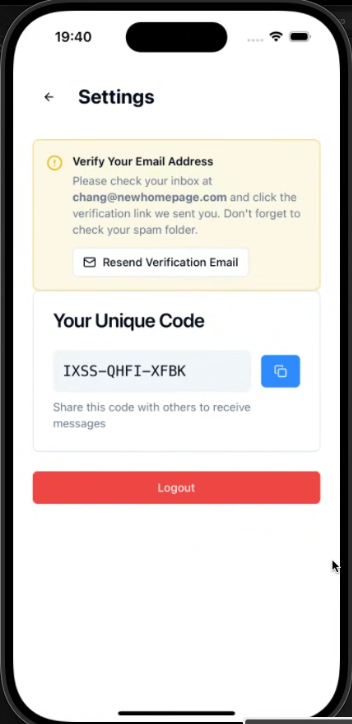 19:40
Settings
Verify Your Email Address
Please check your inbox at
chang@newhomepage.com and click the
verification link we sent you. Don't forget to
check your spam folder.
Resend Verification Email
Your Unique Code
IXSS-QHFI-XFBK
Share this code with others to receive
messages
Logout